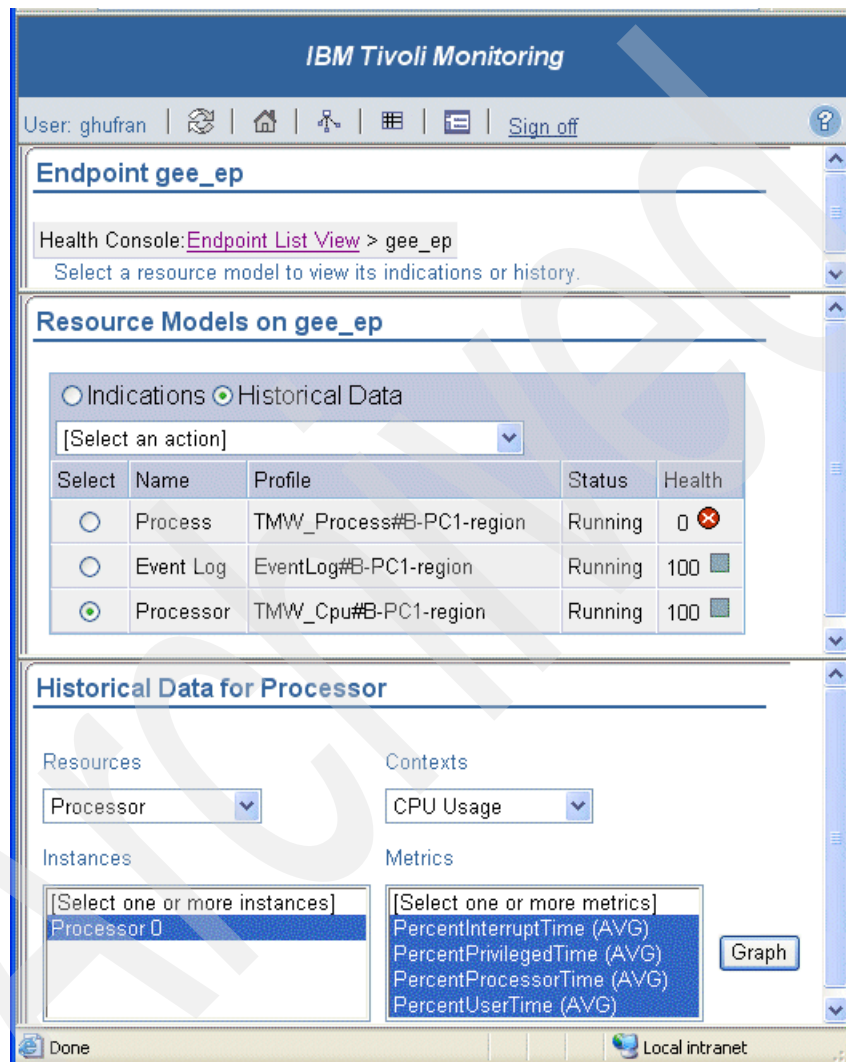 IBM Tivoli Monitoring
User: ghufran Sign off
Endpoint gee_ep
Health Console:Endpoint List View > gee_ep
Select a resource model to view its indications or history.
Resource Models on gee_ep
Indications Historical Data
[Select an action]
Select Name Profile Status Health
Process TMW_Process#B-PC1-region Running 0
Event Log EventLog#B-PC1-region Running 100
Processor TMW_Cpu#B-PC1-region Running 100
Historical Data for Processor
Resources Contexts
Processor CPU Usage
Instances Metrics
[Select one or more instances] [Select one or more metrics]
Processor 0 PercentInterruptTime (AVG)
PercentPrivilegedTime (AVG)
Graph
PercentProcessorTime (AVG)
PercentUserTime (AVG)
Done Local intranet
Archived